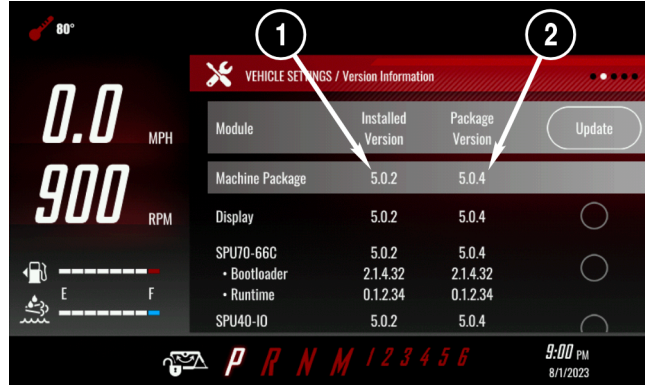 80°
1
2
VEHICLE SETTINGS / Version Information
0.0 MPH
900 RPM
E F
Module Installed Version Package Version Update
Machine Package 5.0.2 5.0.4
Display 5.0.2 5.0.4
SPU70-66C 5.0.2 5.0.4
• Bootloader 2.1.4.32 2.1.4.32
• Runtime 0.1.2.34 0.1.2.34
SPU40-IO 5.0.2 5.0.4
P R N M 1 2 3 4 5 6
9:00 PM
8/1/2023